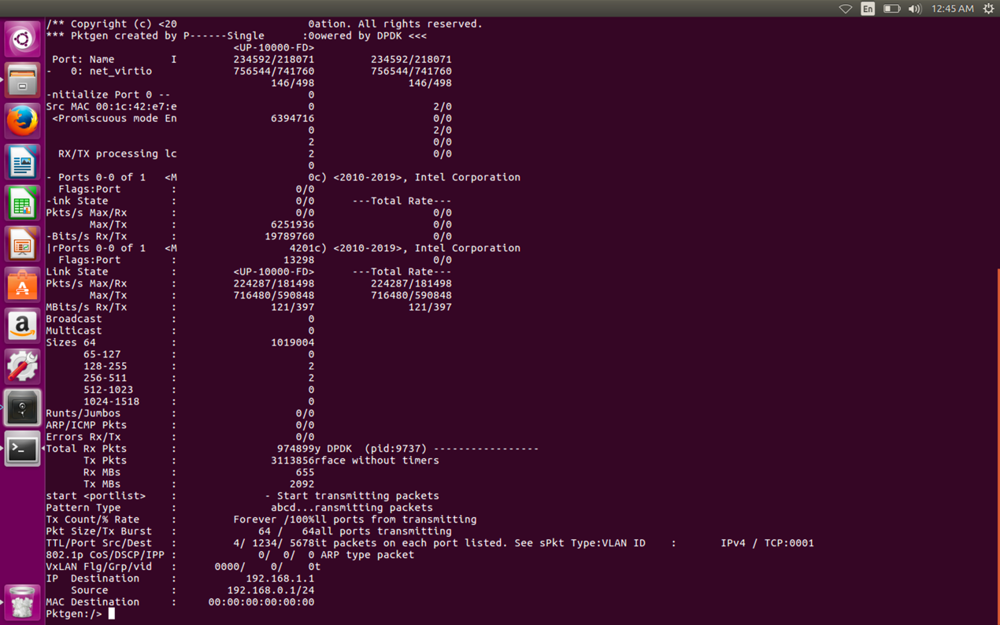 En 12:45 AM
/** Copyright (c) <20 0ation. All rights reserved.
*** Pktgen created by P------Single :0owered by DPDK <<<
<UP-10000-FD>
Port: Name I 234592/218071 234592/218071
- 0: net_virtio 756544/741760 756544/741760
146/498 146/498
-nitialize Port 0 -- 0
Src MAC 00:1c:42:e7:e 0 2/0
<Promiscuous mode En 6394716 0/0
0 2/0
2 0/0
RX/TX processing lc 2 0/0
0
- Ports 0-0 of 1 <M 0c) <2010-2019>, Intel Corporation
Flags:Port : 0/0
-ink State : 0/0 ---Total Rate---
Pkts/s Max/Rx : 0/0 0/0
Max/Tx : 6251936 0/0
-Bits/s Rx/Tx : 19789760 0/0
|rPorts 0-0 of 1 <M 4201c) <2010-2019>, Intel Corporation
Flags:Port : 13298 0/0
Link State : <UP-10000-FD> ---Total Rate---
Pkts/s Max/Rx : 224287/181498 224287/181498
Max/Tx : 716480/590848 716480/590848
MBits/s Rx/Tx : 121/397 121/397
Broadcast : 0
Multicast : 0
Sizes 64 : 1019004
65-127 : 0
128-255 : 2
256-511 : 2
512-1023 : 0
1024-1518 : 0
Runts/Jumbos : 0/0
ARP/ICMP Pkts : 0/0
Errors Rx/Tx : 0/0
Total Rx Pkts : 974899y DPDK (pid:9737) -----------------
Tx Pkts : 3113856rface without timers
Rx MBs : 655
Tx MBs : 2092
start <portlist> : - Start transmitting packets
Pattern Type : abcd...ransmitting packets
Tx Count/% Rate : Forever /100%ll ports from transmitting
Pkt Size/Tx Burst : 64 / 64all ports transmitting
TTL/Port Src/Dest : 4/ 1234/ 5678it packets on each port listed. See sPkt Type:VLAN ID : IPv4 / TCP:0001
802.1p CoS/DSCP/IPP : 0/ 0/ 0 ARP type packet
VxLAN Flg/Grp/vid : 0000/ 0/ 0t
IP Destination : 192.168.1.1
Source : 192.168.0.1/24
MAC Destination : 00:00:00:00:00:00
Pktgen:/>